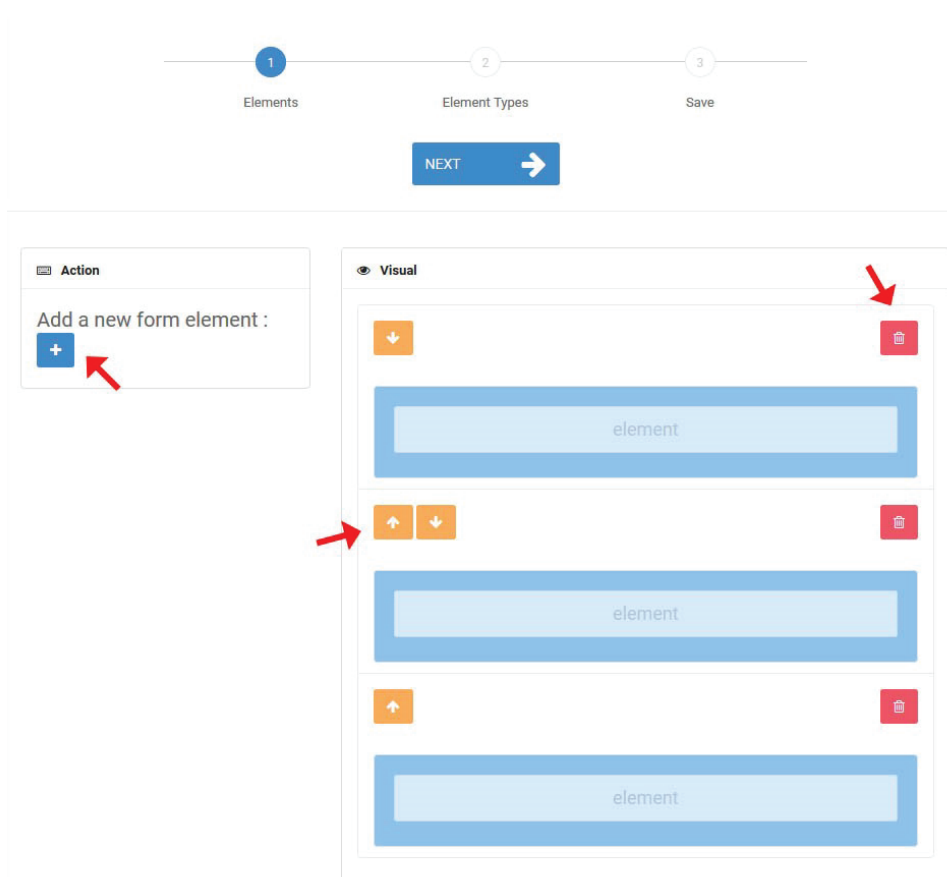 1
2
3
Elements
Element Types
Save
NEXT
Action
Add a new form element :
Visual
element
element
element